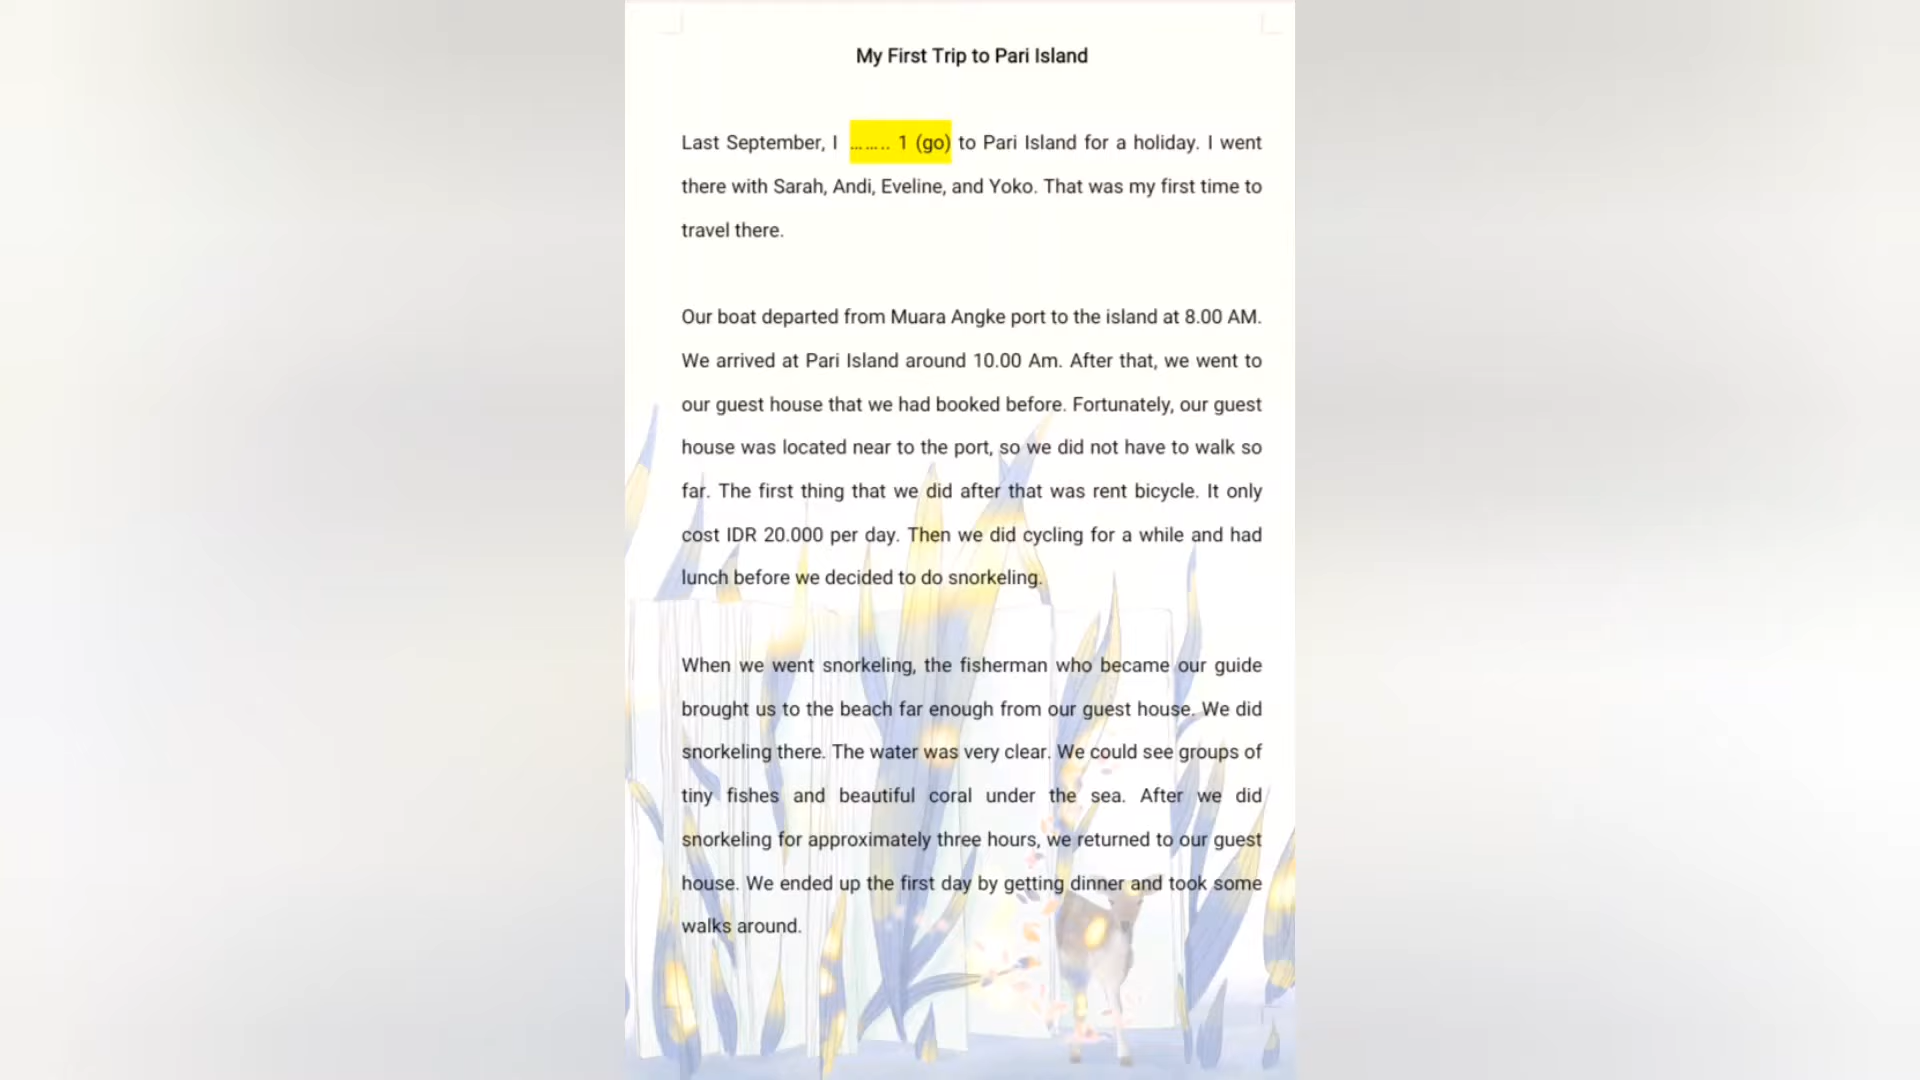 My First Trip to Pari Island
Last September, I …….. 1 (go) to Pari Island for a holiday. I went
there with Sarah, Andi, Eveline, and Yoko. That was my first time to
travel there.
Our boat departed from Muara Angke port to the island at 8.00 AM.
We arrived at Pari Island around 10.00 Am. After that, we went to
our guest house that we had booked before. Fortunately, our guest
house was located near to the port, so we did not have to walk so
far. The first thing that we did after that was rent bicycle. It only
cost IDR 20.000 per day. Then we did cycling for a while and had
lunch before we decided to do snorkeling.
When we went snorkeling, the fisherman who became our guide
brought us to the beach far enough from our guest house. We did
snorkeling there. The water was very clear. We could see groups of
tiny fishes and beautiful coral under the sea. After we did
snorkeling for approximately three hours, we returned to our guest
house. We ended up the first day by getting dinner and took some
walks around.